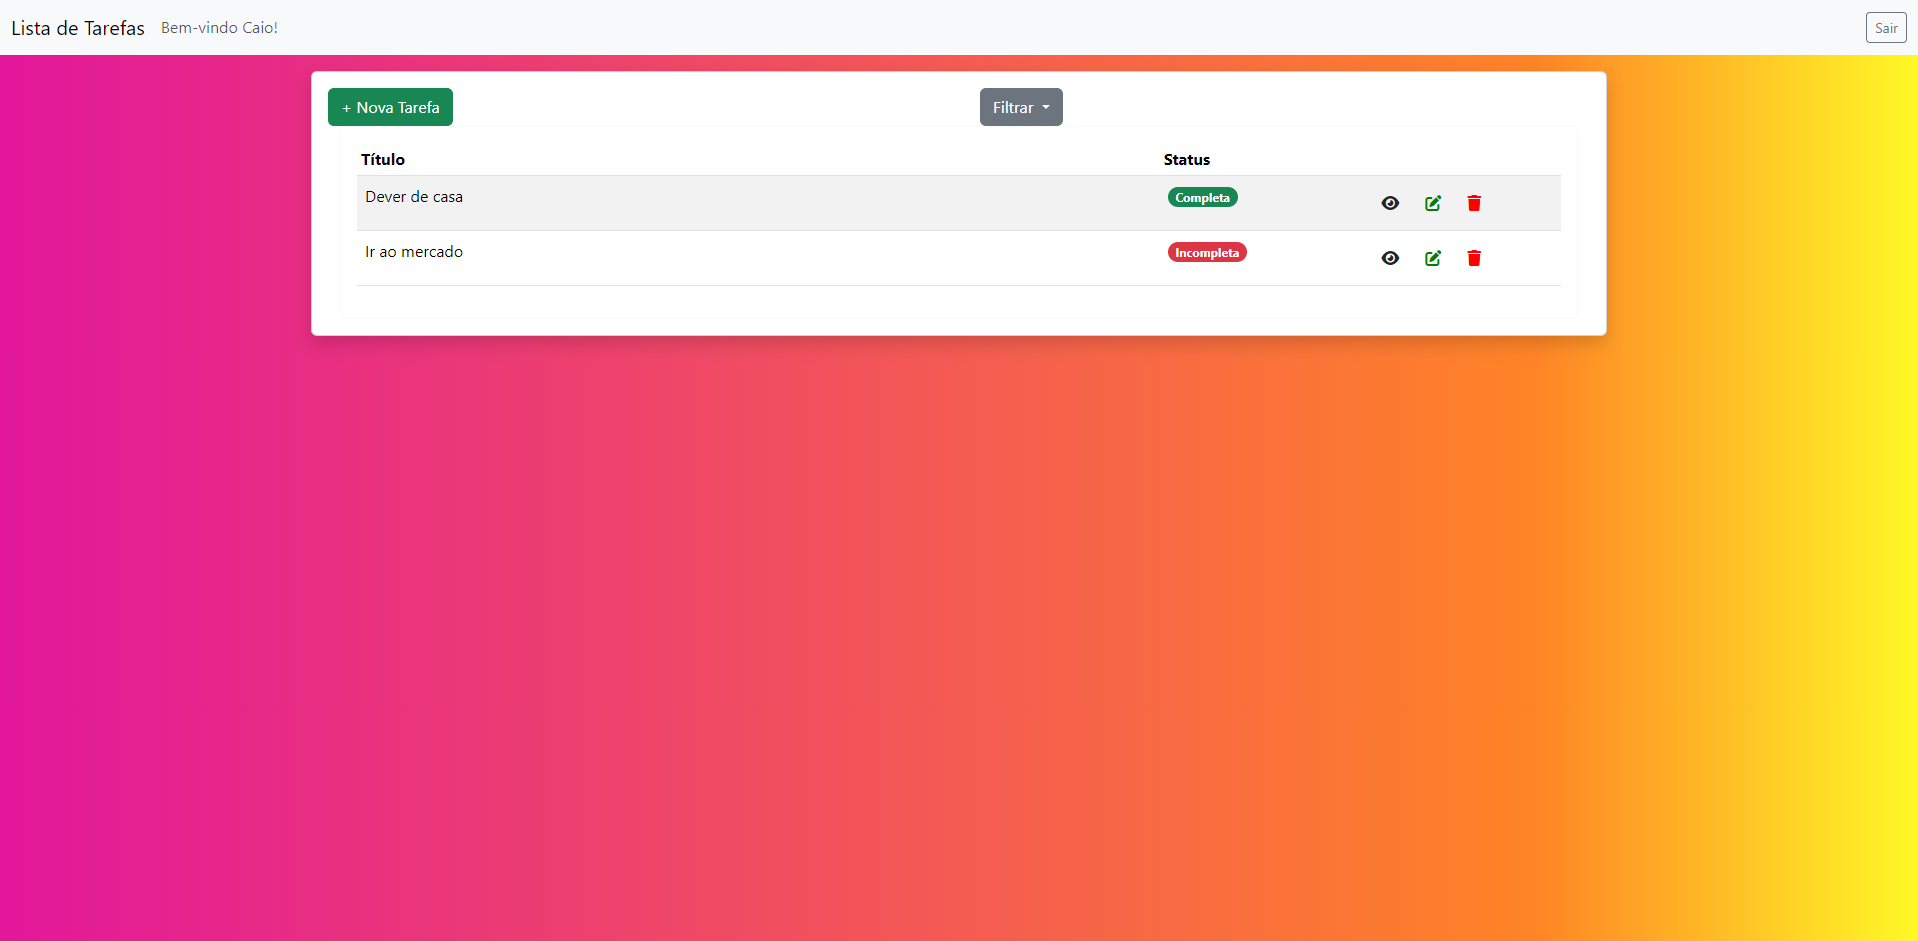 Lista de Tarefas Bem-vindo Caio! Sair
+ Nova Tarefa Filtrar
Título Status
Dever de casa Completa
Ir ao mercado Incompleta